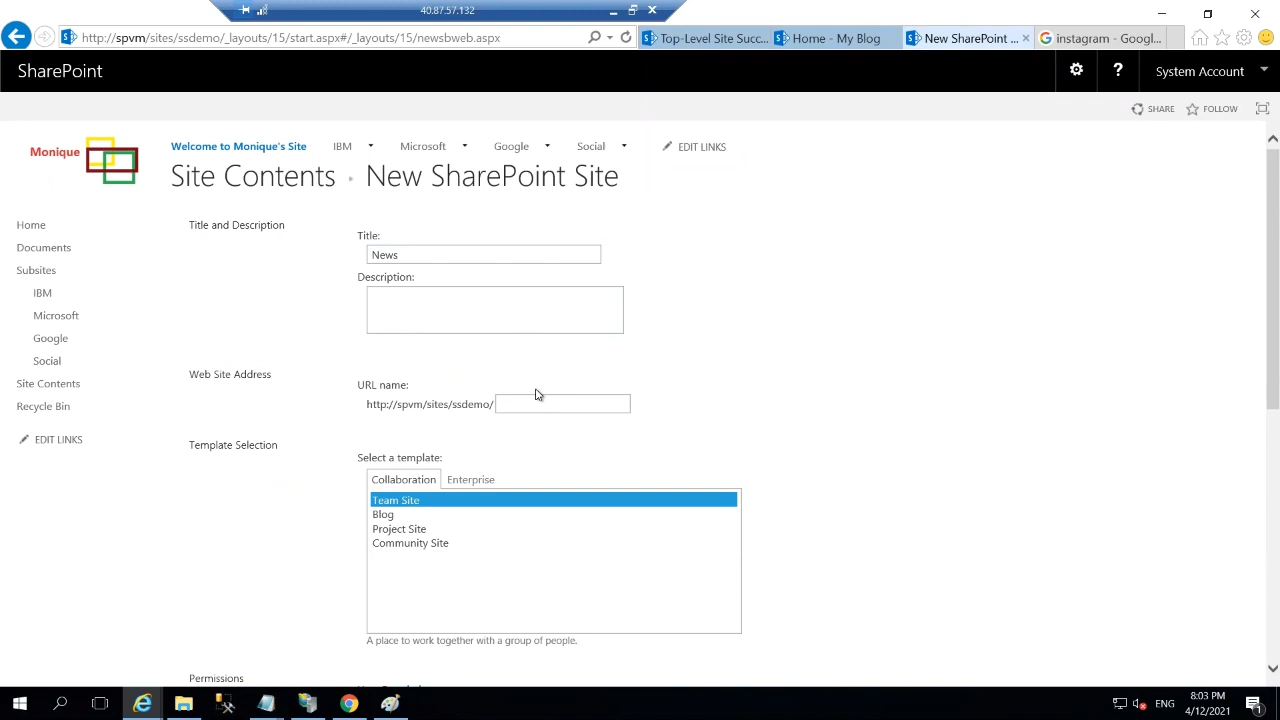 40.87.57.132
http://spvm/sites/ssdemo/_layouts/15/start.aspx#/_layouts/15/newsbweb.aspx
Top-Level Site Succ...
Home - My Blog
New SharePoint ...
instagram - Googl...
SharePoint
System Account
SHARE
FOLLOW
Monique
Welcome to Monique's Site
IBM
Microsoft
Google
Social
EDIT LINKS
Site Contents
New SharePoint Site
Home
Documents
Subsites
IBM
Microsoft
Google
Social
Site Contents
Recycle Bin
EDIT LINKS
Title and Description
Title:
News
Description:
Web Site Address
URL name:
http://spvm/sites/ssdemo/
Template Selection
Select a template:
Collaboration
Enterprise
Team Site
Blog
Project Site
Community Site
A place to work together with a group of people.
Permissions
ENG
8:03 PM
4/12/2021
1